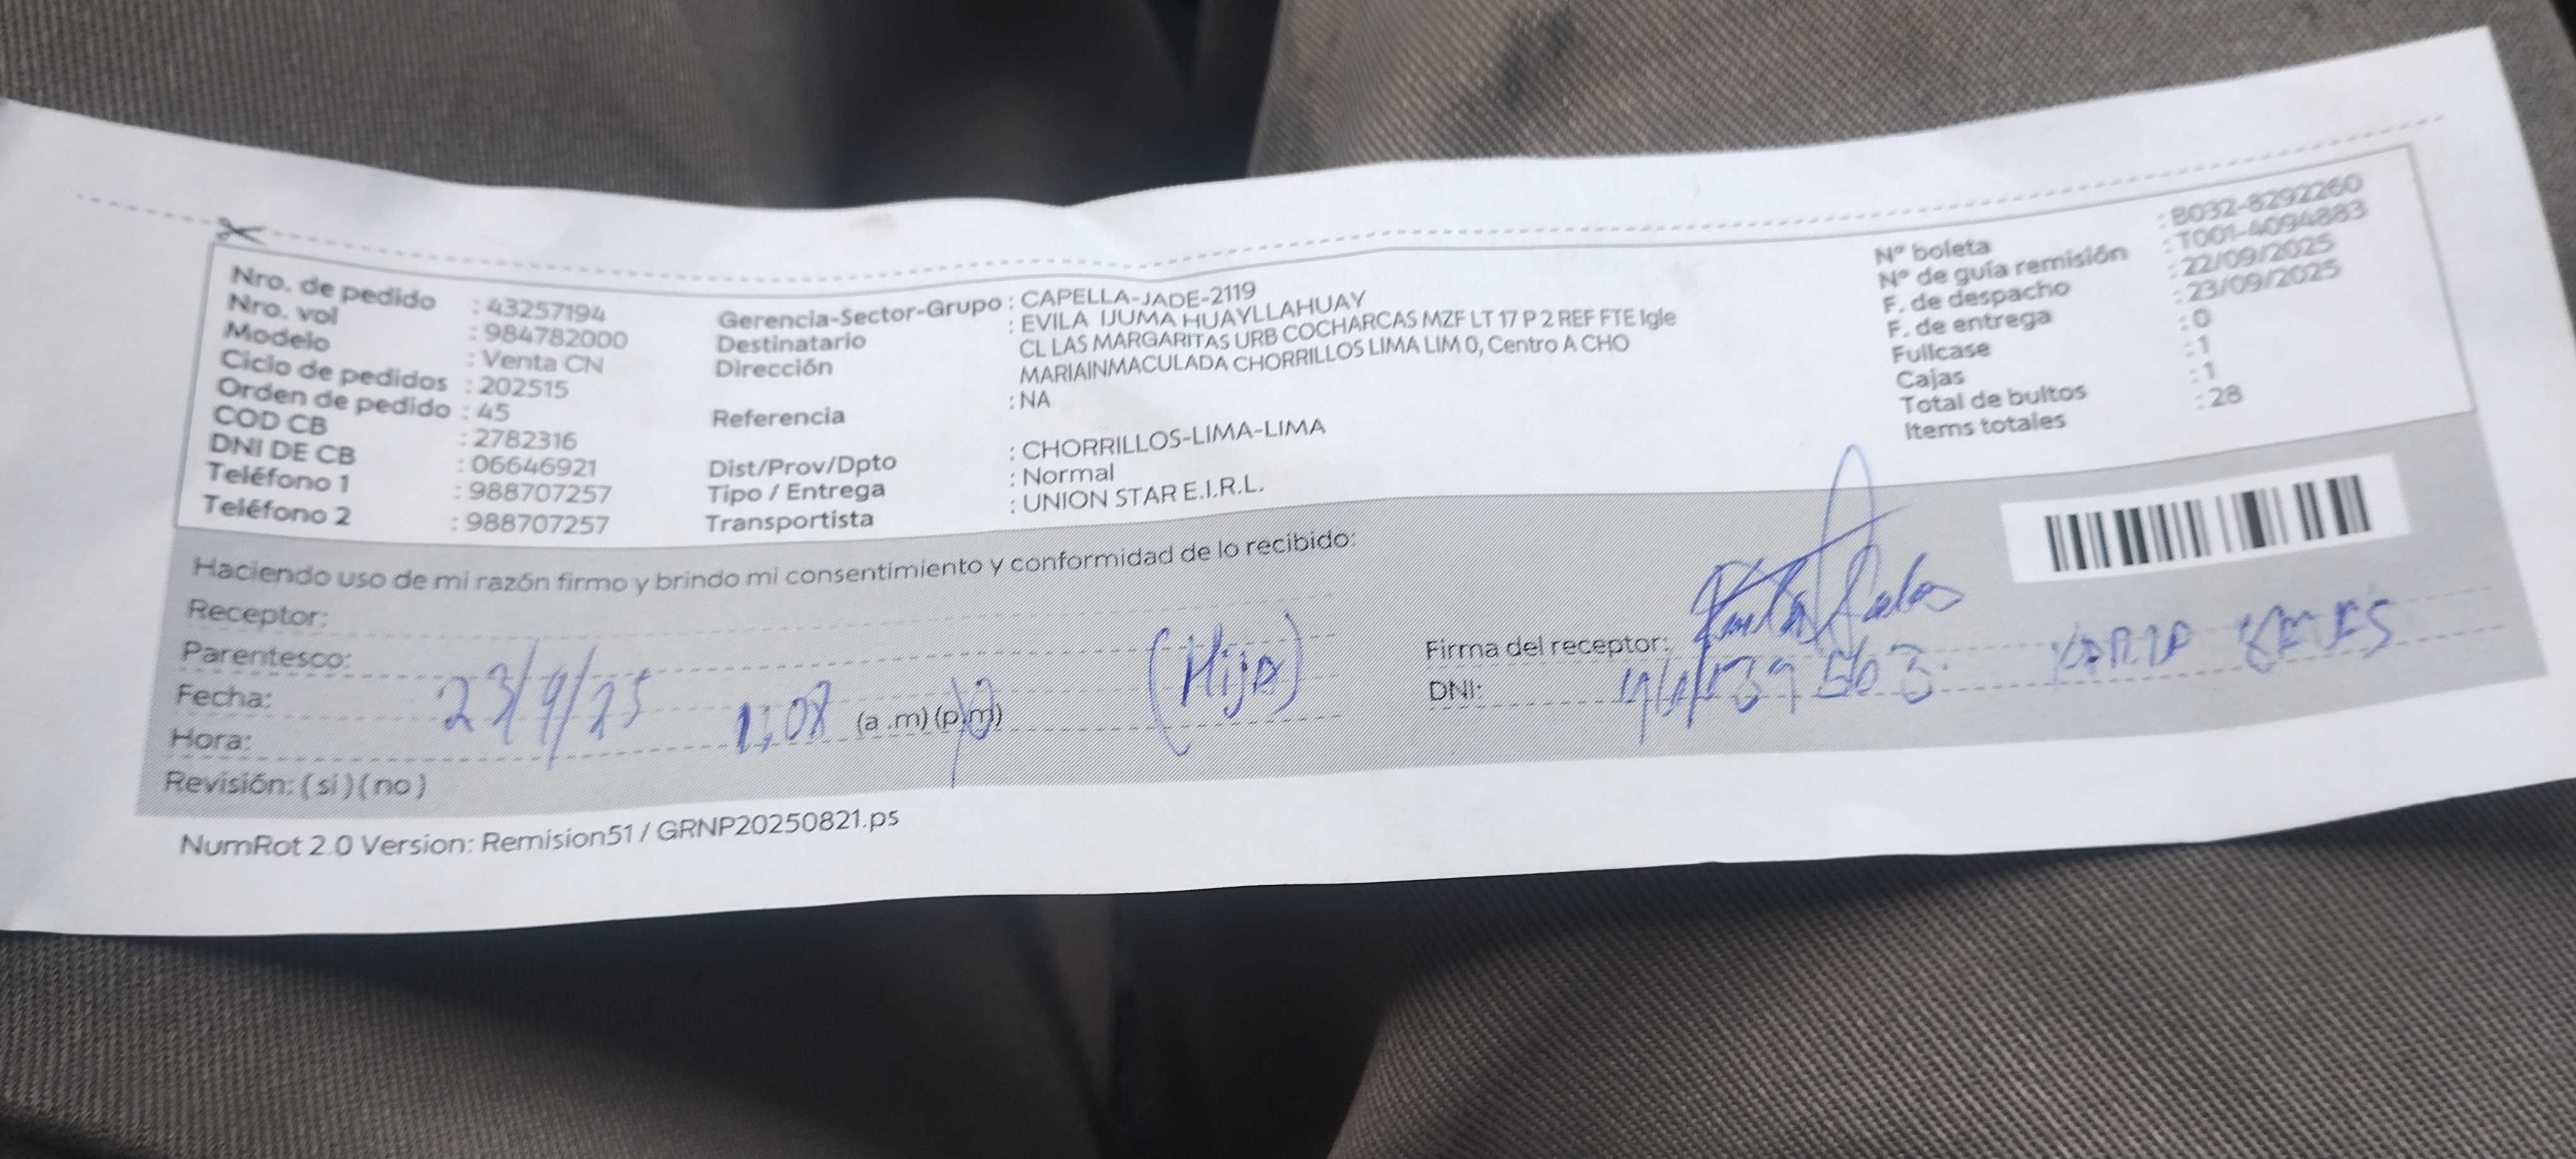 Nro. de pedido : 43257194
Nro. vol : 984782000
Modelo : Venta CN
Ciclo de pedidos : 202515
Orden de pedido : 45
COD CB : 2782316
DNI DE CB : 06646921
Teléfono 1 : 988707257
Teléfono 2 : 988707257
Gerencia-Sector-Grupo : CAPELLA-JADE-2119
Destinatario : EVILA IJUMA HUAYLLAHUAY
Dirección CL LAS MARGARITAS URB COCHARCAS MZF LT 17 P 2 REF FTE Igle
MARIAINMACULADA CHORRILLOS LIMA LIM 0, Centro A CHO
Referencia : NA
Dist/Prov/Dpto : CHORRILLOS-LIMA-LIMA
Tipo / Entrega : Normal
Transportista : UNION STAR E.I.R.L.
Nº boleta : B032-8292260
Nº de guía remisión : T001-4094883
F. de despacho : 22/09/2025
F. de entrega : 23/09/2025
Fullcase : 0
Cajas : 1
Total de bultos : 1
Items totales : 28
Haciendo uso de mi razón firmo y brindo mi consentimiento y conformidad de lo recibido:
Receptor:
Parentesco: (Hija)
Fecha: 23/9/25
Hora: 1:08 (a .m) (p.m)
Revisión: ( si ) ( no )
Firma del receptor:
DNI:
NumRot 2.0 Version: Remision51 / GRNP20250821.ps